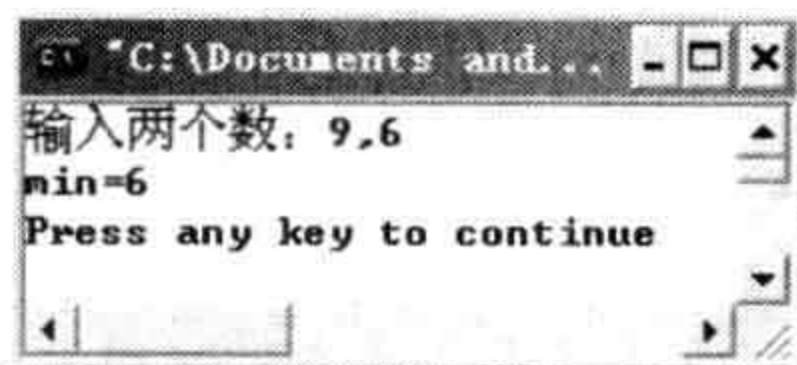 "C:\Documents and...
输入两个数：9,6
min=6
Press any key to continue